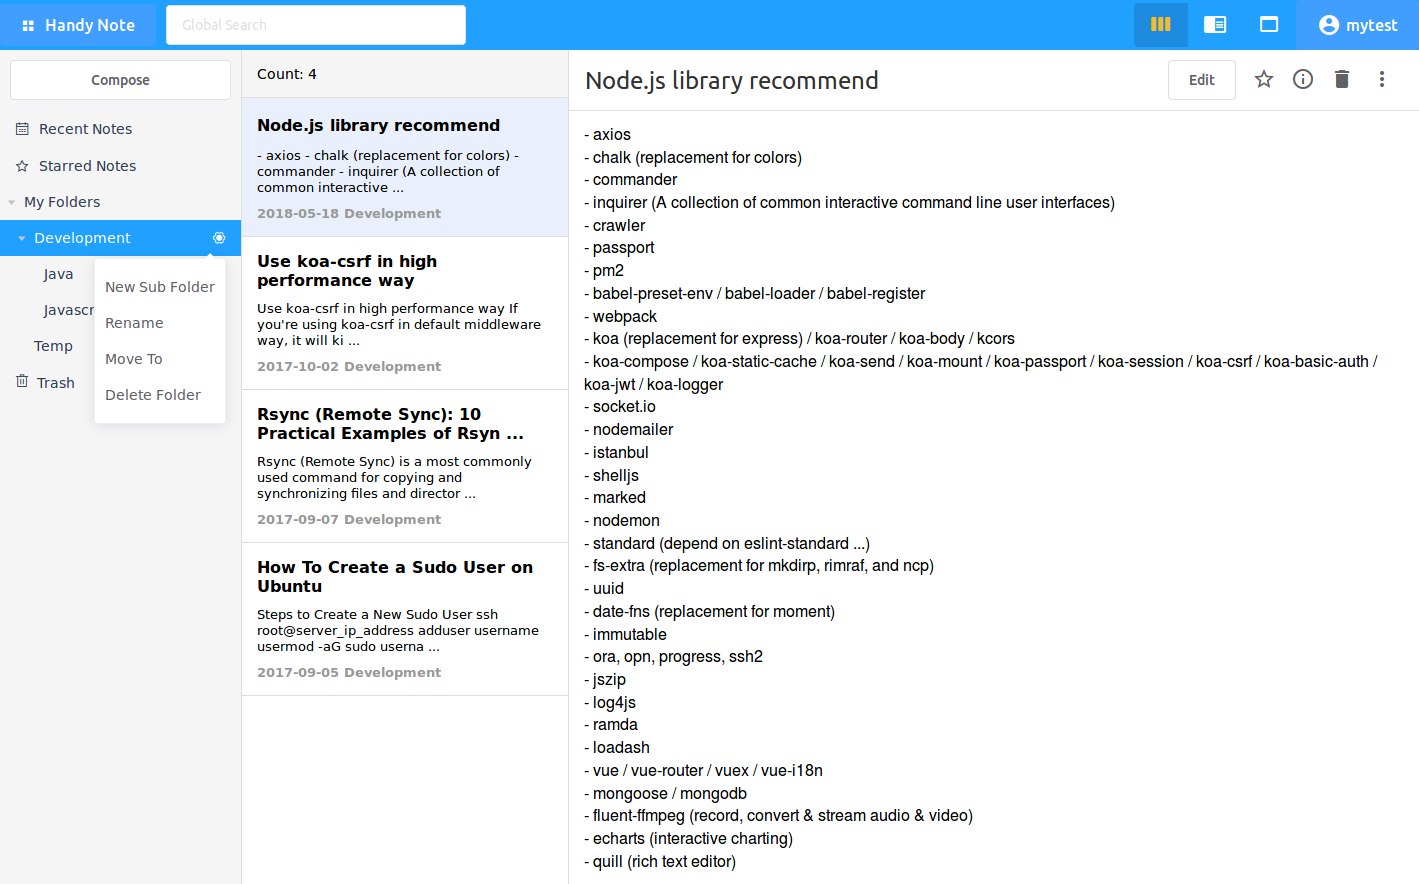 Handy Note
Global Search
mytest
Compose
Recent Notes
Starred Notes
My Folders
Development
Java
Javascr
Temp
Trash
New Sub Folder
Rename
Move To
Delete Folder
Count: 4
Node.js library recommend
- axios - chalk (replacement for colors) -
commander - inquirer (A collection of
common interactive ...
2018-05-18 Development
Use koa-csrf in high
performance way
Use koa-csrf in high performance way If
you're using koa-csrf in default middleware
way, it will ki ...
2017-10-02 Development
Rsync (Remote Sync): 10
Practical Examples of Rsyn ...
Rsync (Remote Sync) is a most commonly
used command for copying and
synchronizing files and director ...
2017-09-07 Development
How To Create a Sudo User on
Ubuntu
Steps to Create a New Sudo User ssh
root@server_ip_address adduser username
usermod -aG sudo userna ...
2017-09-05 Development
Node.js library recommend
Edit
- axios
- chalk (replacement for colors)
- commander
- inquirer (A collection of common interactive command line user interfaces)
- crawler
- passport
- pm2
- babel-preset-env / babel-loader / babel-register
- webpack
- koa (replacement for express) / koa-router / koa-body / kcors
- koa-compose / koa-static-cache / koa-send / koa-mount / koa-passport / koa-session / koa-csrf / koa-basic-auth /
koa-jwt / koa-logger
- socket.io
- nodemailer
- istanbul
- shelljs
- marked
- nodemon
- standard (depend on eslint-standard ...)
- fs-extra (replacement for mkdirp, rimraf, and ncp)
- uuid
- date-fns (replacement for moment)
- immutable
- ora, opn, progress, ssh2
- jszip
- log4js
- ramda
- loadash
- vue / vue-router / vuex / vue-i18n
- mongoose / mongodb
- fluent-ffmpeg (record, convert & stream audio & video)
- echarts (interactive charting)
- quill (rich text editor)